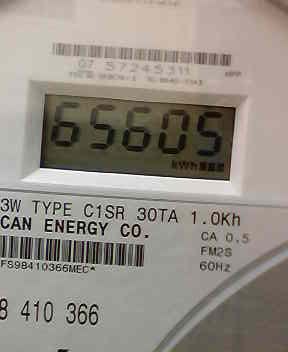 07 57245311
65605
kWh
3W TYPE C1SR 30TA 1.0Kh
CAN ENERGY CO.
CA 0.5
FM2S
FS98410366MEC*
60Hz
8 410 366